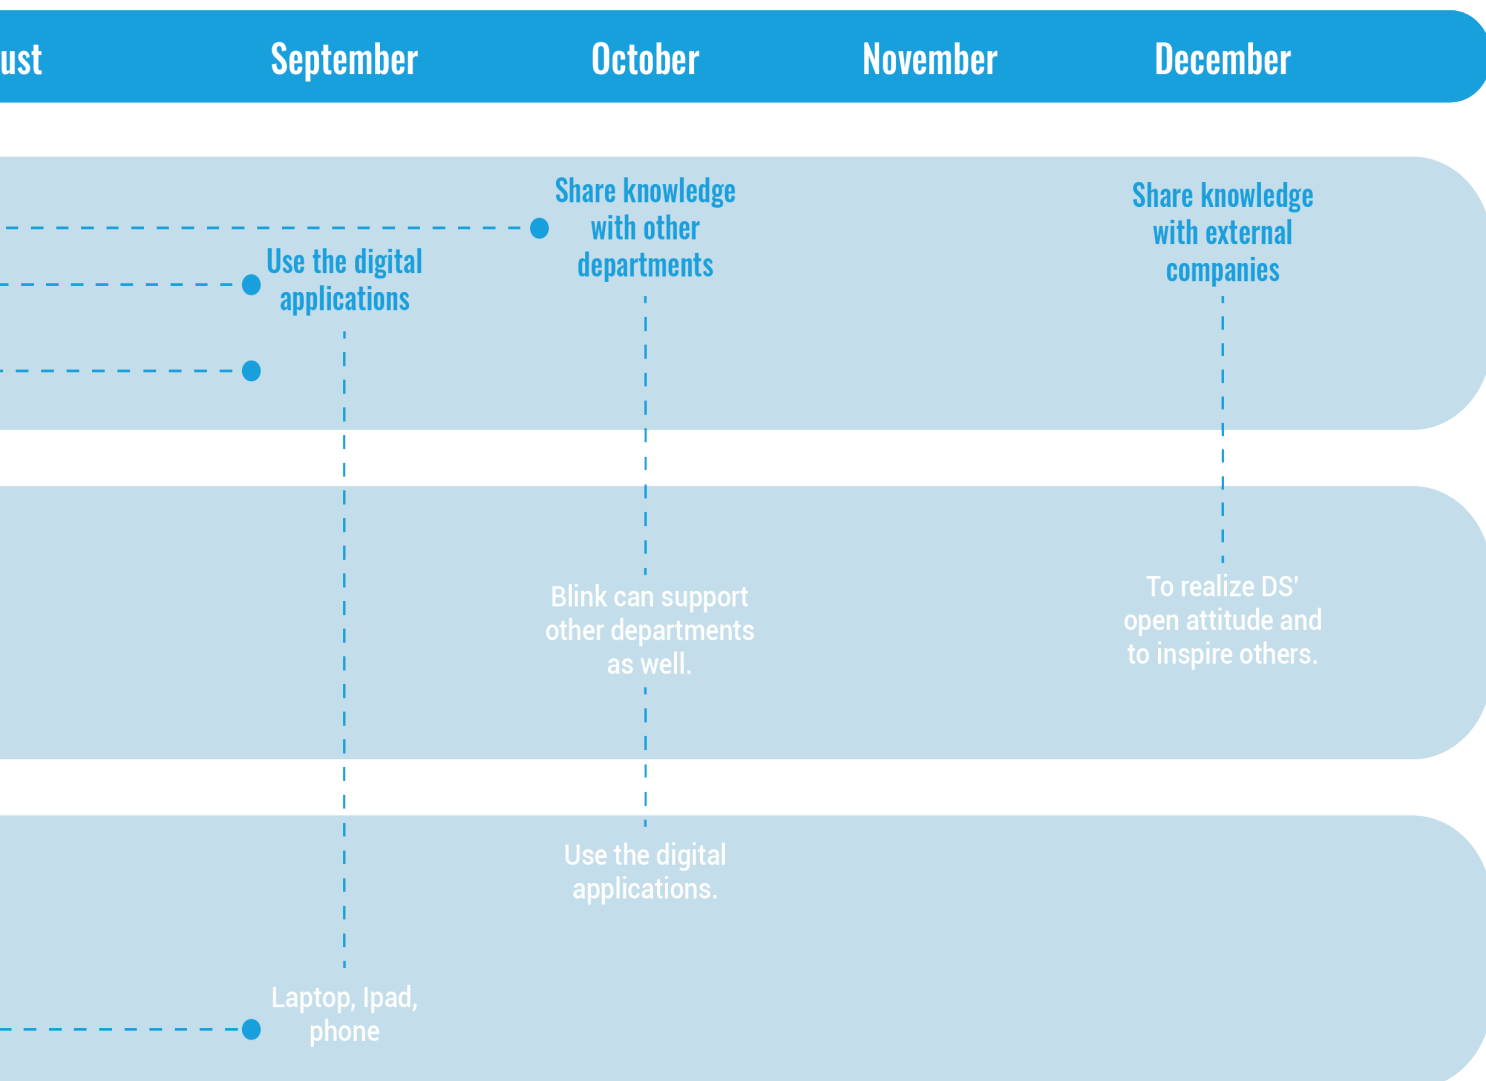 ust
September
October
November
December
Share knowledge
with other
departments
Share knowledge
with external
companies
Use the digital
applications
Blink can support
other departments
as well.
To realize DS'
open attitude and
to inspire others.
Use the digital
applications.
Laptop, Ipad,
phone